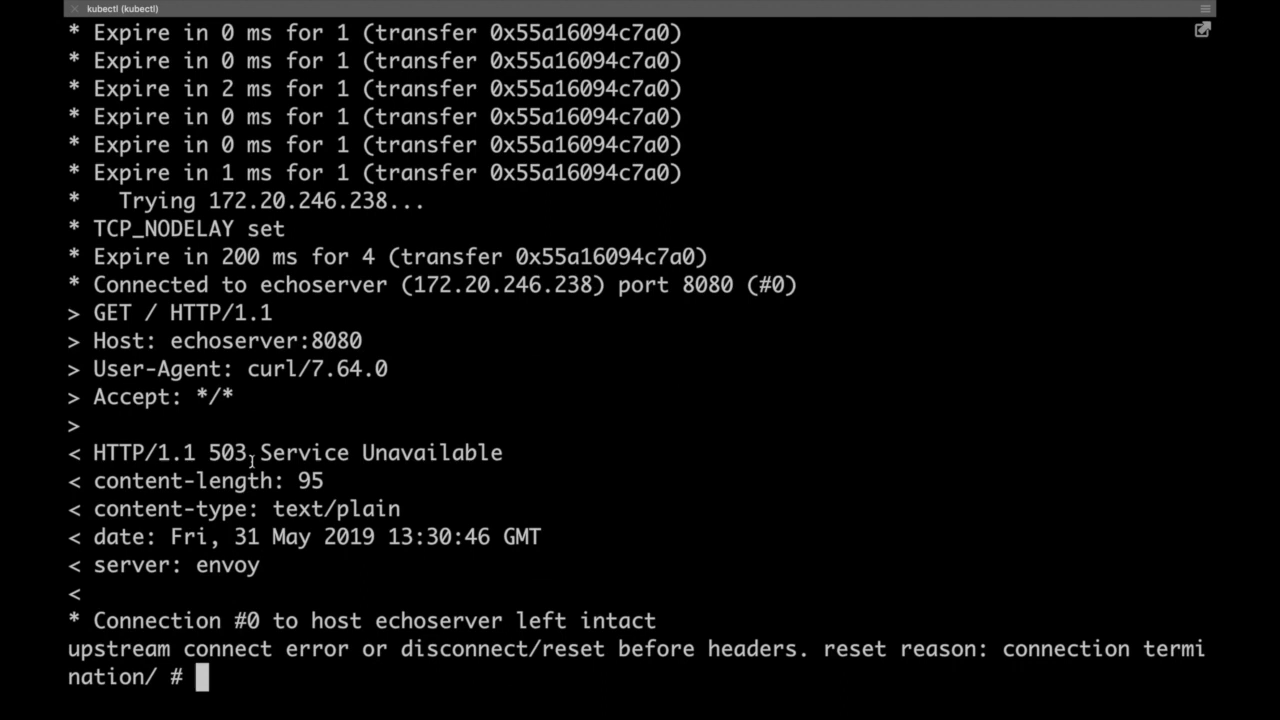 kubectl (kubectl)
* Expire in 0 ms for 1 (transfer 0x55a16094c7a0)
* Expire in 0 ms for 1 (transfer 0x55a16094c7a0)
* Expire in 2 ms for 1 (transfer 0x55a16094c7a0)
* Expire in 0 ms for 1 (transfer 0x55a16094c7a0)
* Expire in 0 ms for 1 (transfer 0x55a16094c7a0)
* Expire in 1 ms for 1 (transfer 0x55a16094c7a0)
*   Trying 172.20.246.238...
* TCP_NODELAY set
* Expire in 200 ms for 4 (transfer 0x55a16094c7a0)
* Connected to echoserver (172.20.246.238) port 8080 (#0)
> GET / HTTP/1.1
> Host: echoserver:8080
> User-Agent: curl/7.64.0
> Accept: */*
>
< HTTP/1.1 503 Service Unavailable
< content-length: 95
< content-type: text/plain
< date: Fri, 31 May 2019 13:30:46 GMT
< server: envoy
<
* Connection #0 to host echoserver left intact
upstream connect error or disconnect/reset before headers. reset reason: connection termi
nation/ #